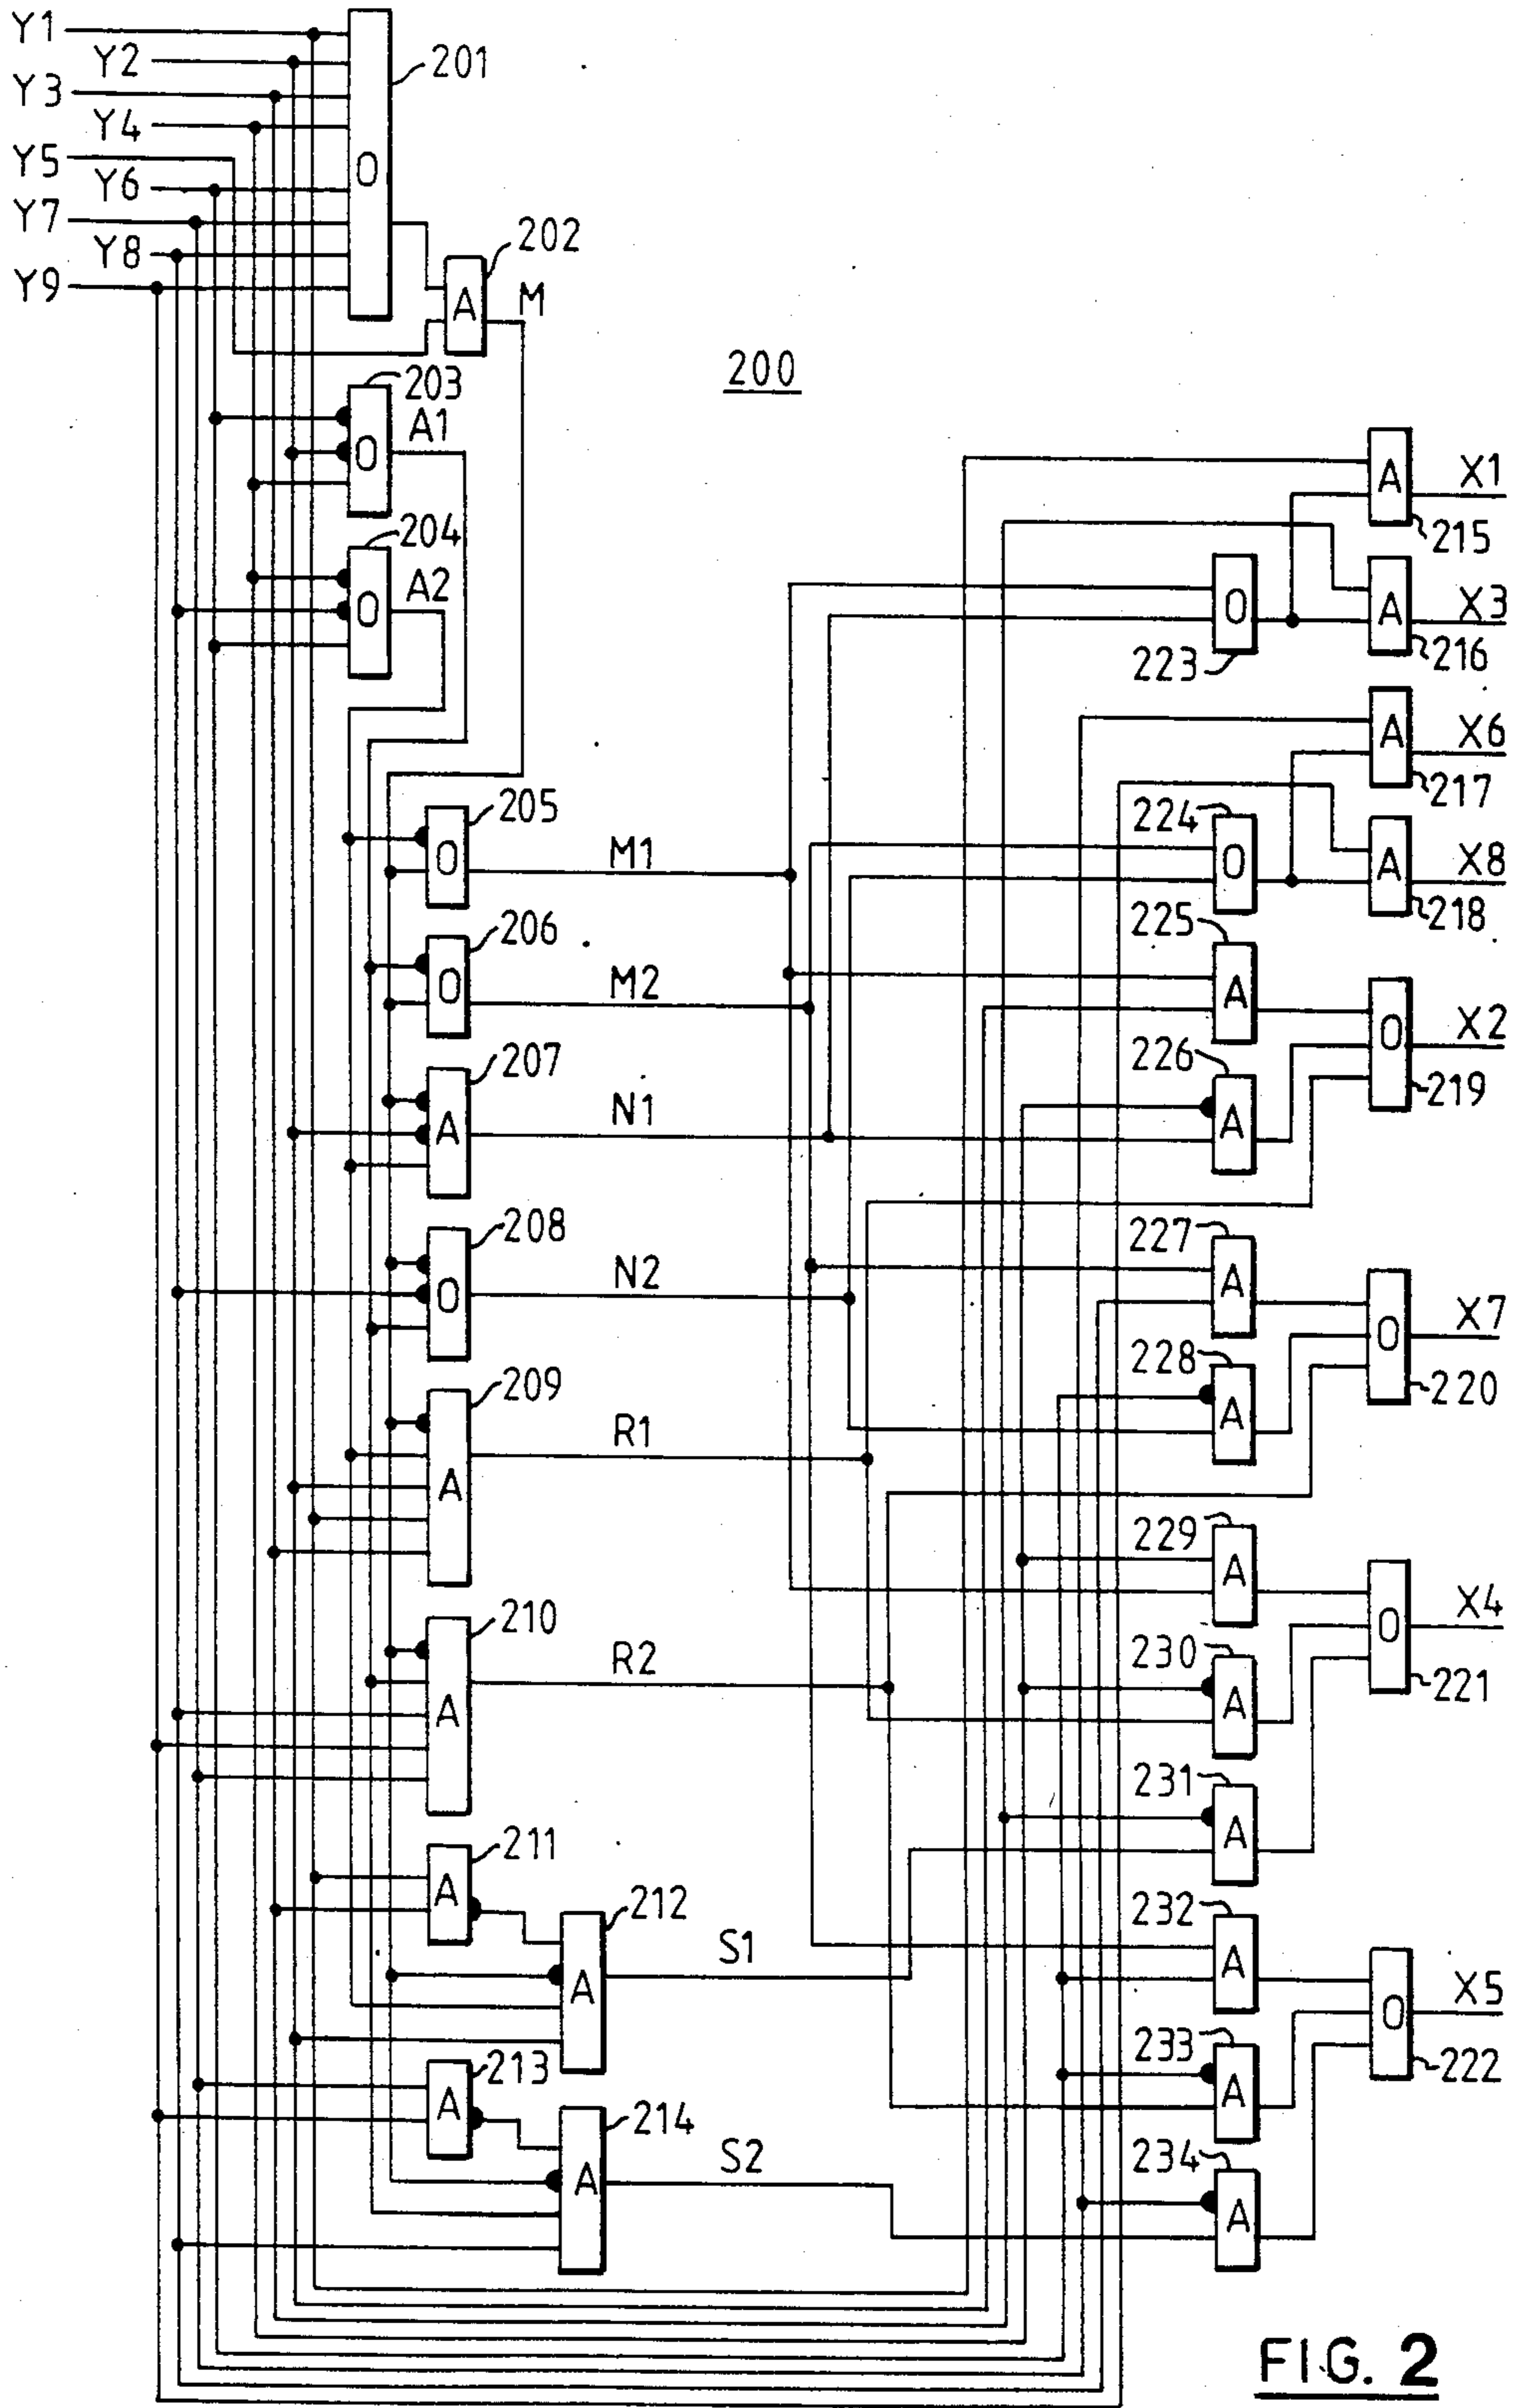 Y1
Y2
Y3
Y4
Y5
Y6
Y7
Y8
Y9
O
201
A
202
M
200
203
O
A1
204
O
A2
A
X1
215
O
223
A
X3
216
A
X6
217
205
O
M1
224
O
A
X8
218
206
O
M2
225
A
O
X2
219
207
A
N1
226
A
208
O
N2
227
A
O
X7
220
228
A
209
A
R1
229
A
O
X4
221
210
A
R2
230
A
231
A
211
A
212
A
S1
232
A
O
X5
222
213
A
233
A
214
A
S2
234
A
FIG. 2